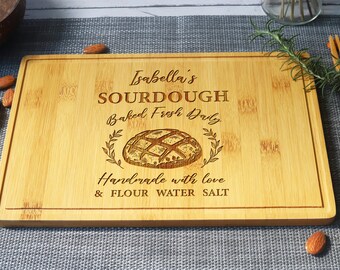 Isabella's
SOURDOUGH
Baked Fresh Daily
Handmade with love
& FLOUR WATER SALT